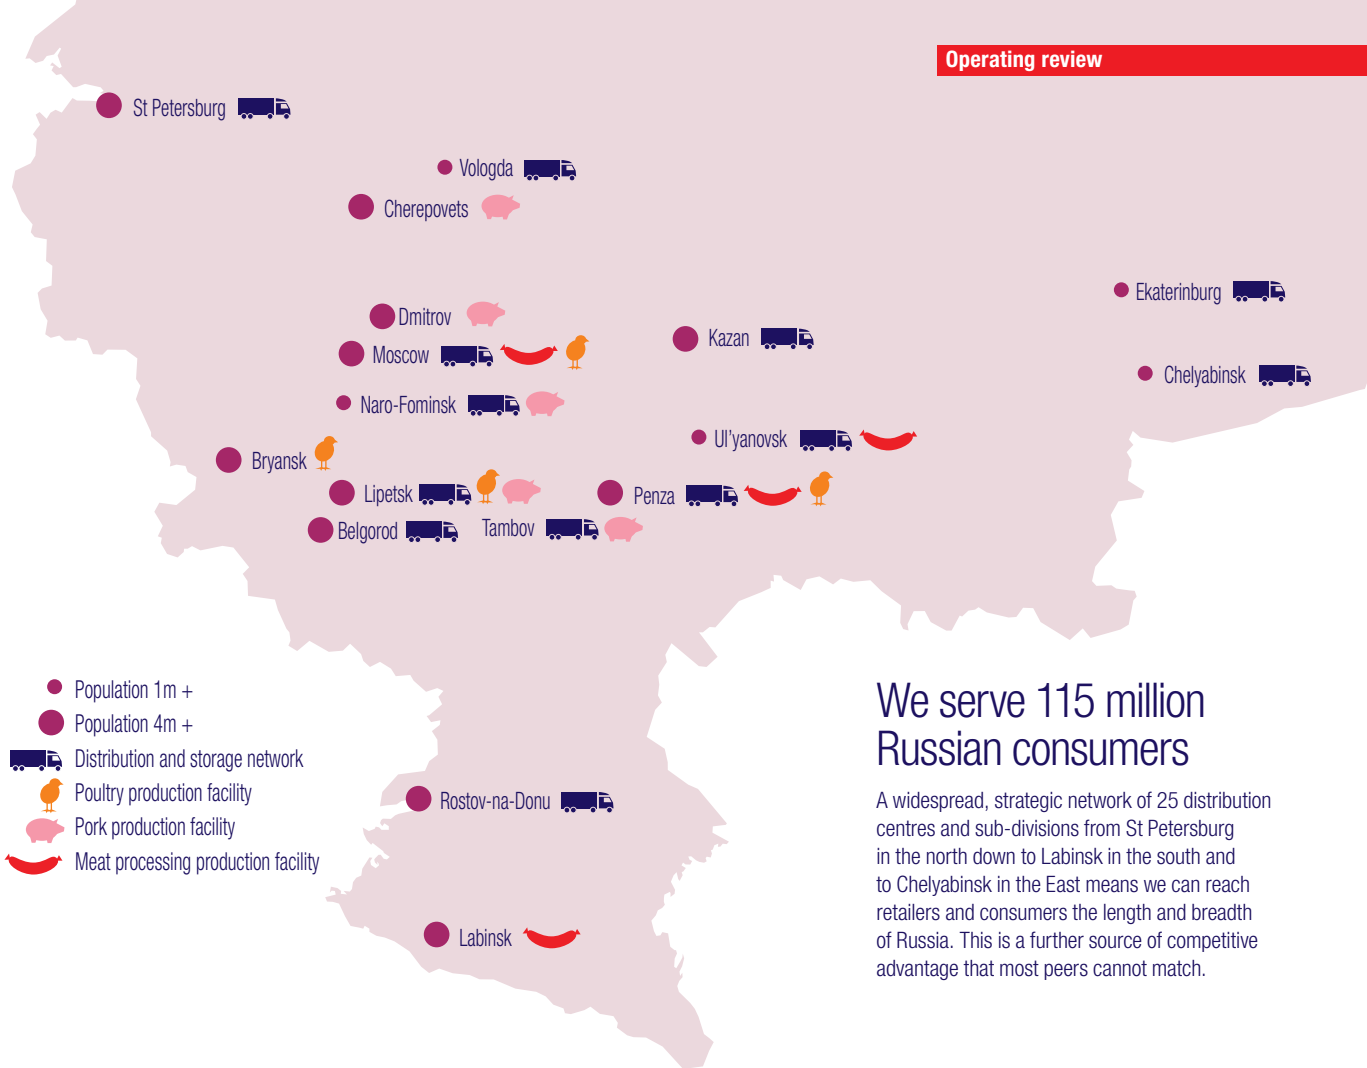 Operating review
St Petersburg
Vologda
Cherepovets
Ekaterinburg
Dmitrov
Kazan
Moscow
Chelyabinsk
Naro-Fominsk
Ul'yanovsk
Bryansk
Lipetsk
Penza
Belgorod
Tambov
Population 1m +
Population 4m +
Distribution and storage network
Poultry production facility
Pork production facility
Meat processing production facility
Rostov-na-Donu
Labinsk
We serve 115 million
Russian consumers
A widespread, strategic network of 25 distribution
centres and sub-divisions from St Petersburg
in the north down to Labinsk in the south and
to Chelyabinsk in the East means we can reach
retailers and consumers the length and breadth
of Russia. This is a further source of competitive
advantage that most peers cannot match.